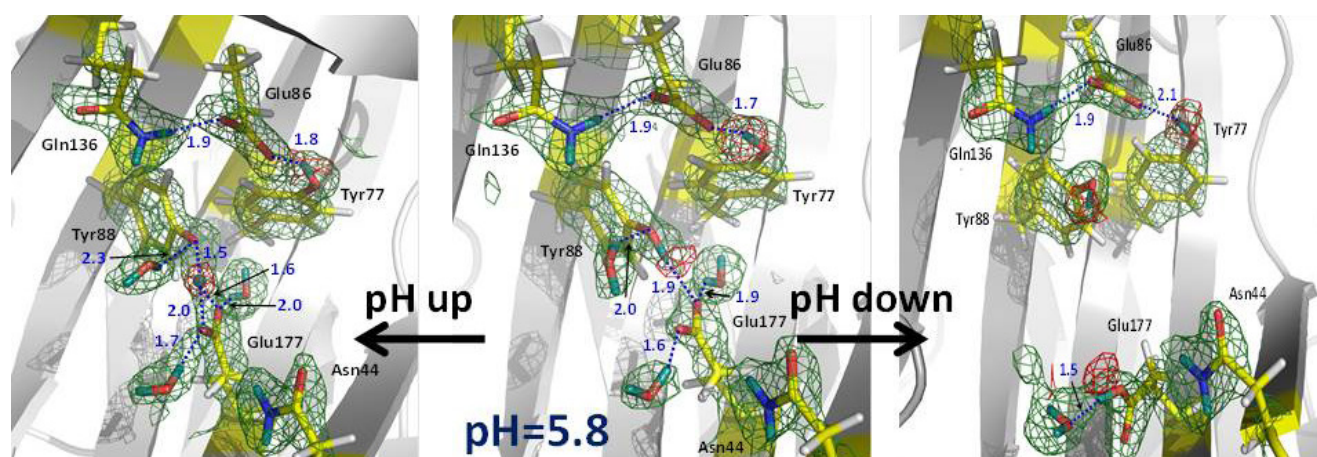 Glu86
1.8
1.9
Gln136
Tyr77
Tyr88
2.3
1.5
1.6
2.0
2.0
1.7
Glu177
Asn44
pH up
Glu86
1.7
1.9
Gln136
Tyr77
Tyr88
2.0
1.9
1.9
Glu177
1.6
Asn44
pH=5.8
pH down
Glu86
2.1
1.9
Tyr77
Gln136
Tyr88
Asn44
Glu177
1.5